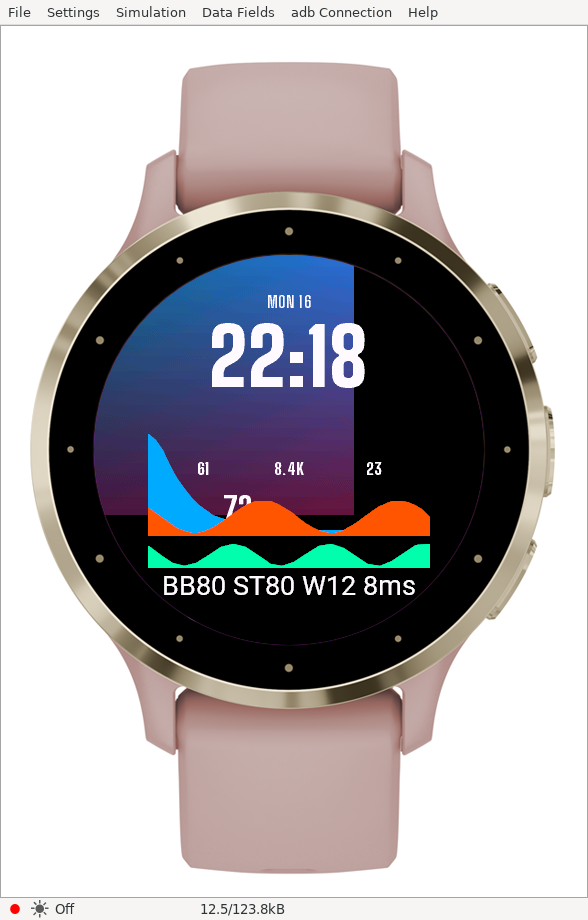 File Settings Simulation Data Fields adb Connection Help
MON 16
22:18
61 8.4K 23
BB80 ST80 W12 8ms
Off 12.5/123.8kB